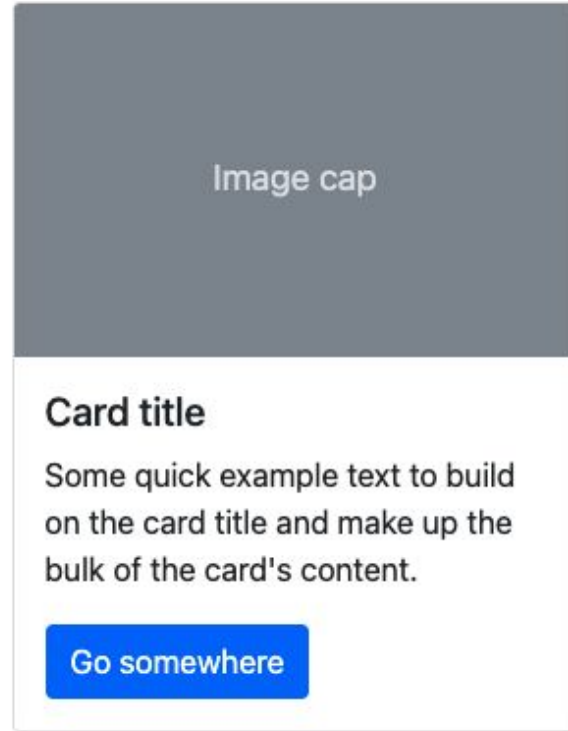 Image cap
Card title
Some quick example text to build
on the card title and make up the
bulk of the card's content.
Go somewhere